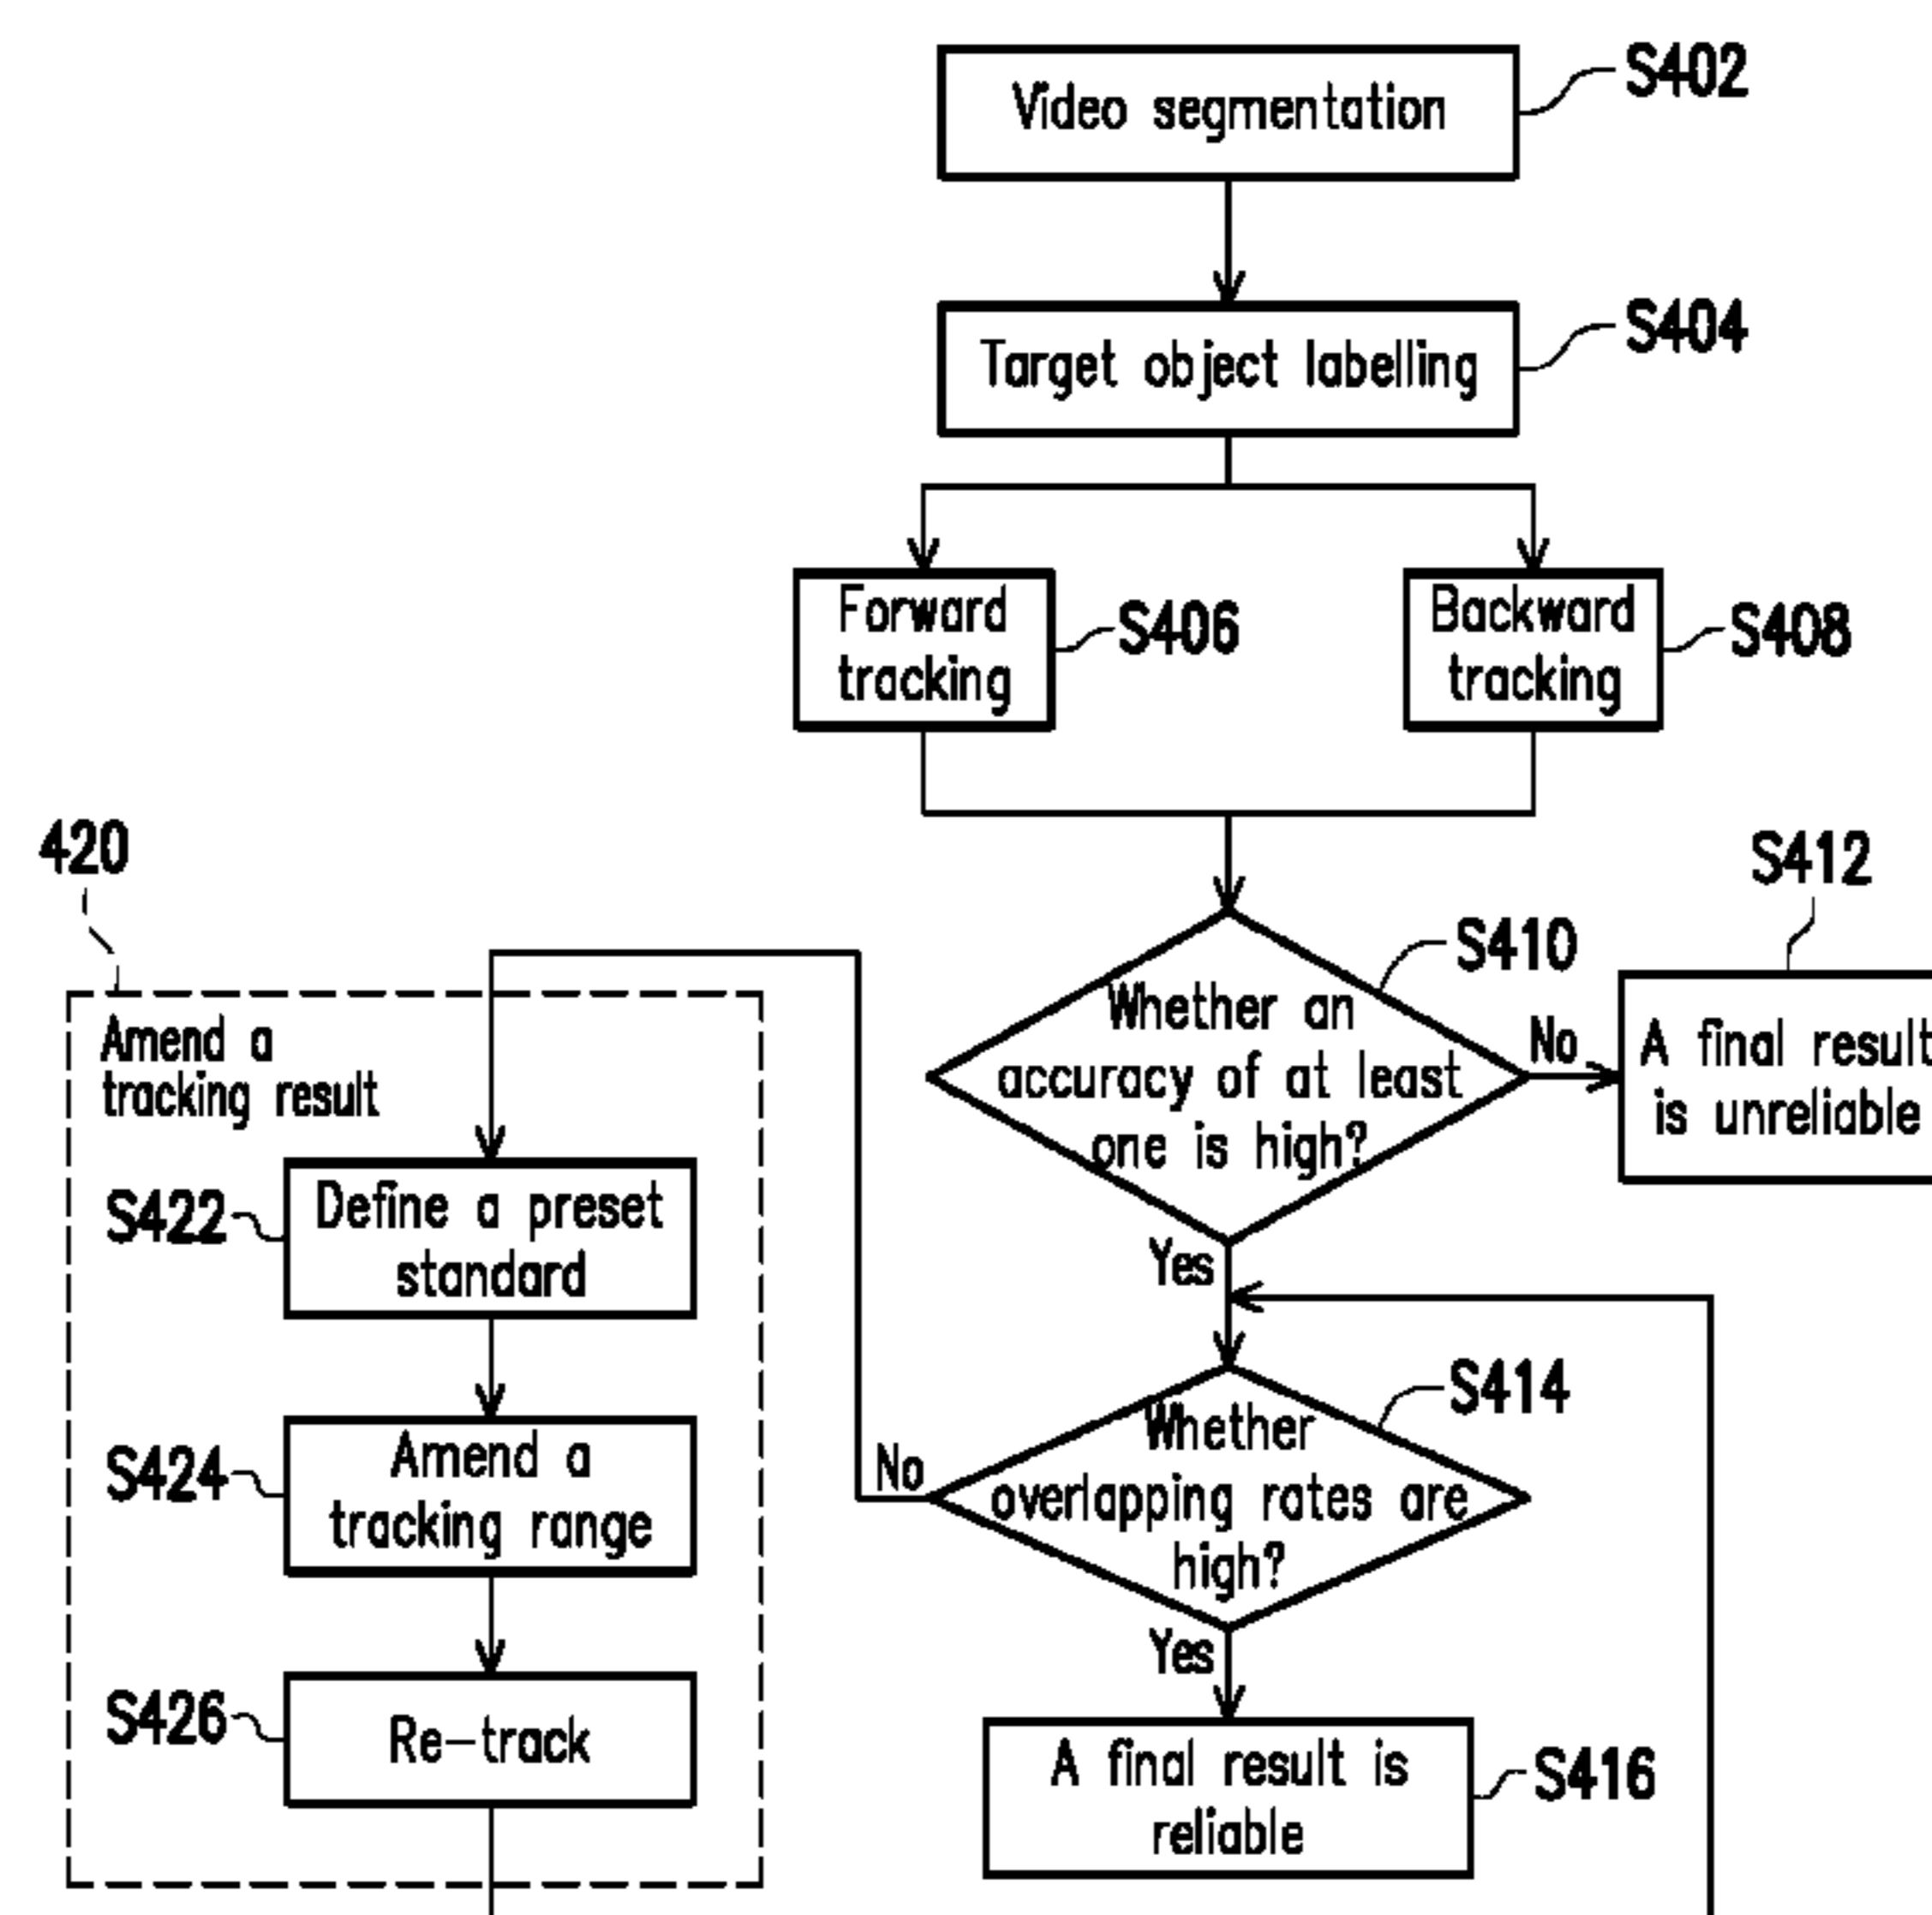 Video segmentation
S402
Target object labelling
S404
Forward
tracking
S406
Backward
tracking
S408
420
S412
S410
Whether an
accuracy of at least
one is high?
No
A final result
is unreliable
Amend a
tracking result
S422
Define a preset
standard
Yes
S414
Whether
overlapping rates are
high?
No
S424
Amend a
tracking range
Yes
S426
Re-track
A final result is
reliable
S416